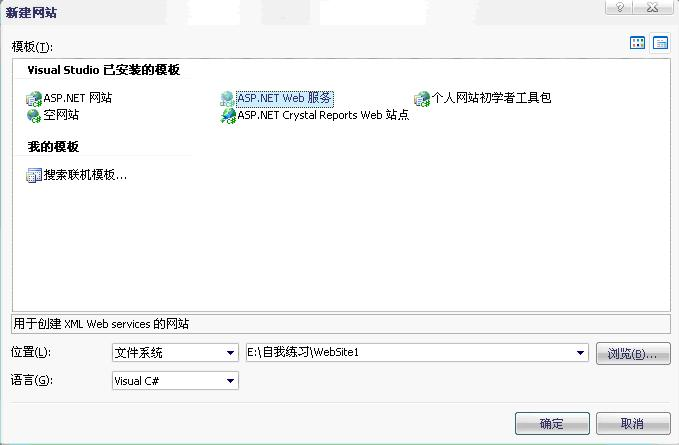 新建网站
模板(T):
Visual Studio 已安装的模板
ASP.NET 网站
ASP.NET Web 服务
个人网站初学者工具包
空网站
ASP.NET Crystal Reports Web 站点
我的模板
搜索联机模板...
用于创建 XML Web services 的网站
位置(L):
文件系统
E:\自我练习\WebSite1
浏览(B)...
语言(G):
Visual C#
确定
取消